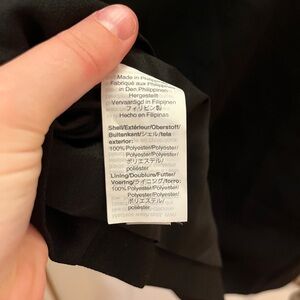 Made in Philippines
Fabriqué aux Philippines
in Den Philippinen
Hergestellt
Vervaardigd in Filipijnen
フィリピン製
Hecho en Filipinas
Shell/Extérieur/Oberstoff/
Buitenkant/シェル/tela
exterior:
100% Polyester/Polyester/
Polyester/Polyester/
ポリエステル/
poliéster
Lining/Doublure/Futter/
Voering/ライニング/forro:
100% Polyester/Polyester/
Polyester/Polyester/
ポリエステル/
poliéster